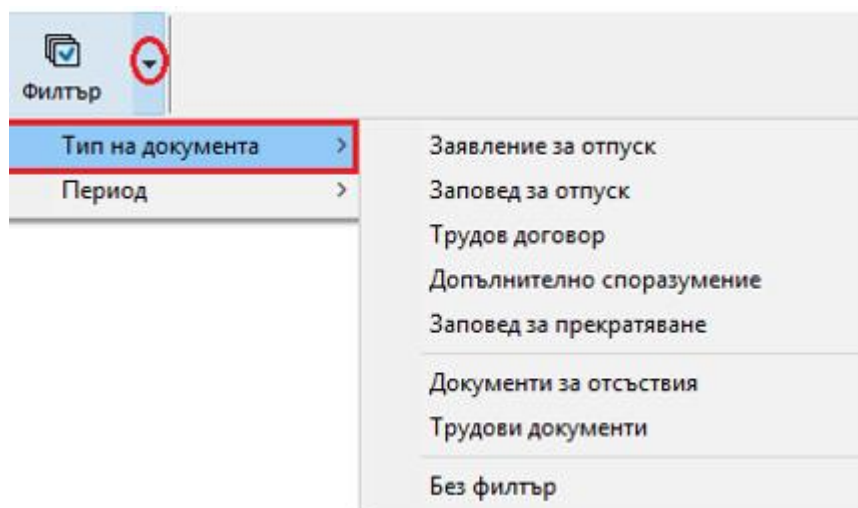 Филтър
Тип на документа
Период
Заявление за отпуск
Заповед за отпуск
Трудов договор
Допълнително споразумение
Заповед за прекратяване
Документи за отсъствия
Трудови документи
Без филтър